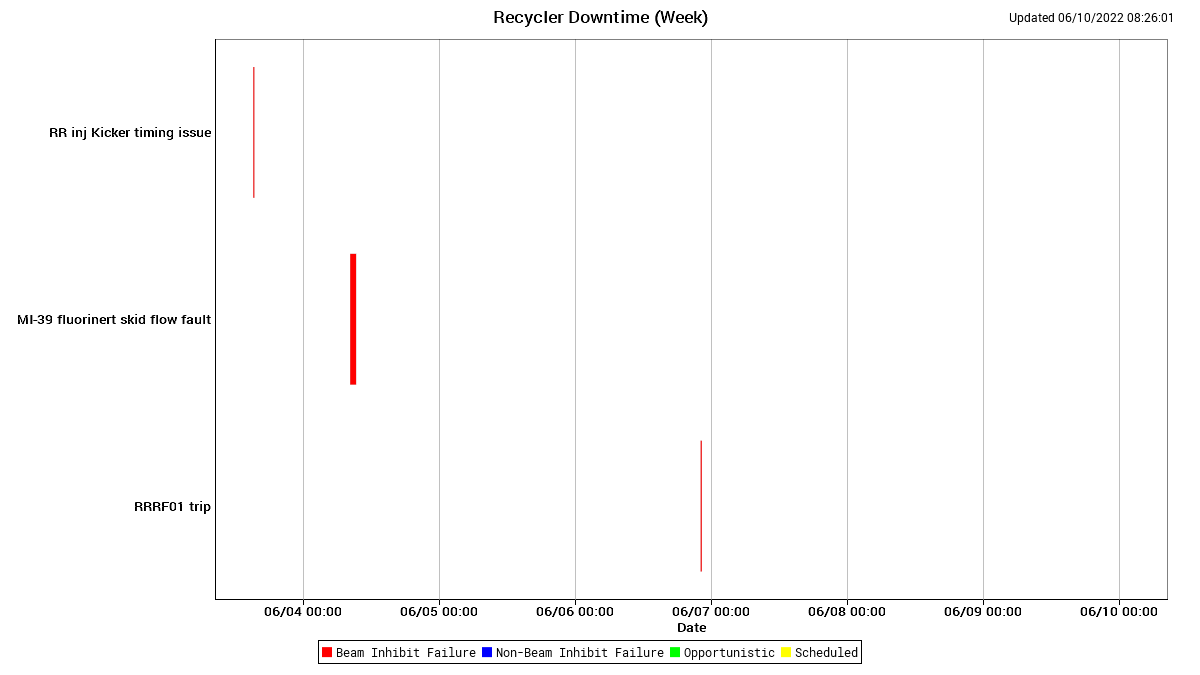 Recycler Downtime (Week)
Updated 06/10/2022 08:26:01
RR inj Kicker timing issue
MI-39 fluorinert skid flow fault
RRRF01 trip
06/04 00:00 06/05 00:00 06/06 00:00 06/07 00:00 06/08 00:00 06/09 00:00 06/10 00:00
Date
Beam Inhibit Failure Non-Beam Inhibit Failure Opportunistic Scheduled